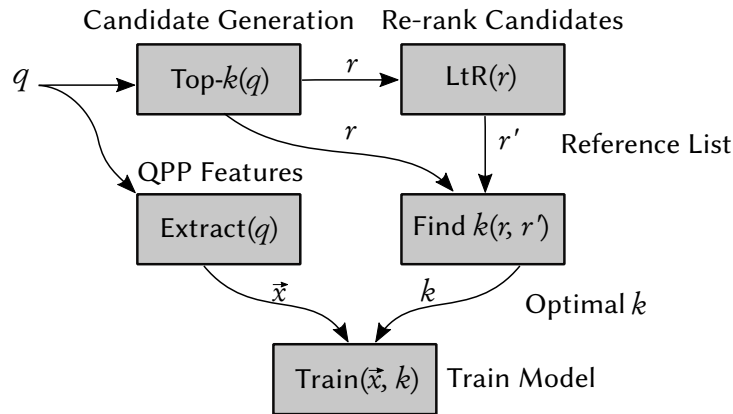 Candidate Generation
Re-rank Candidates
q
Top-k(q)
r
LtR(r)
r
r'
Reference List
QPP Features
Extract(q)
Find k(r, r')
x⃗
k
Optimal k
Train(x⃗, k)
Train Model